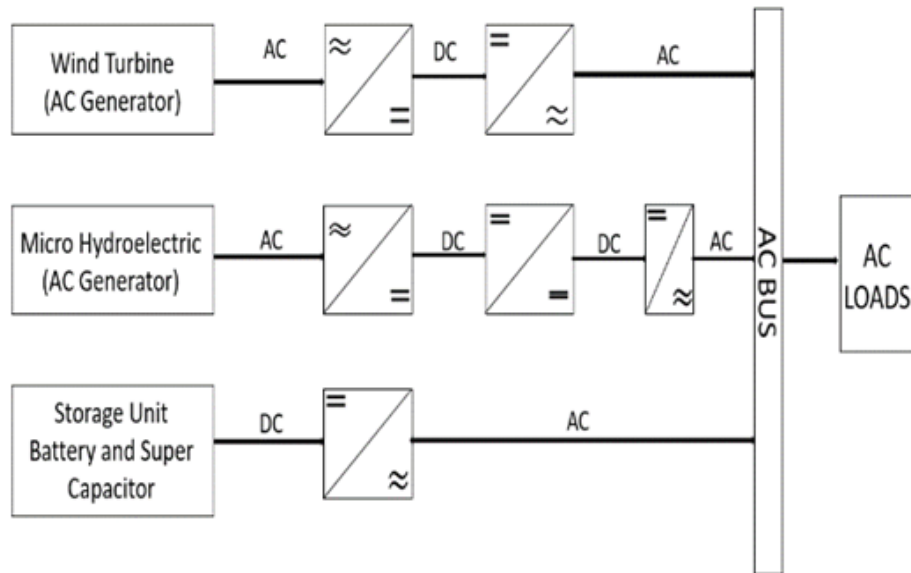 Wind Turbine
(AC Generator)
AC
DC
AC
Micro Hydroelectric
(AC Generator)
AC
DC
DC
AC
Storage Unit
Battery and Super
Capacitor
DC
AC
AC BUS
AC
LOADS